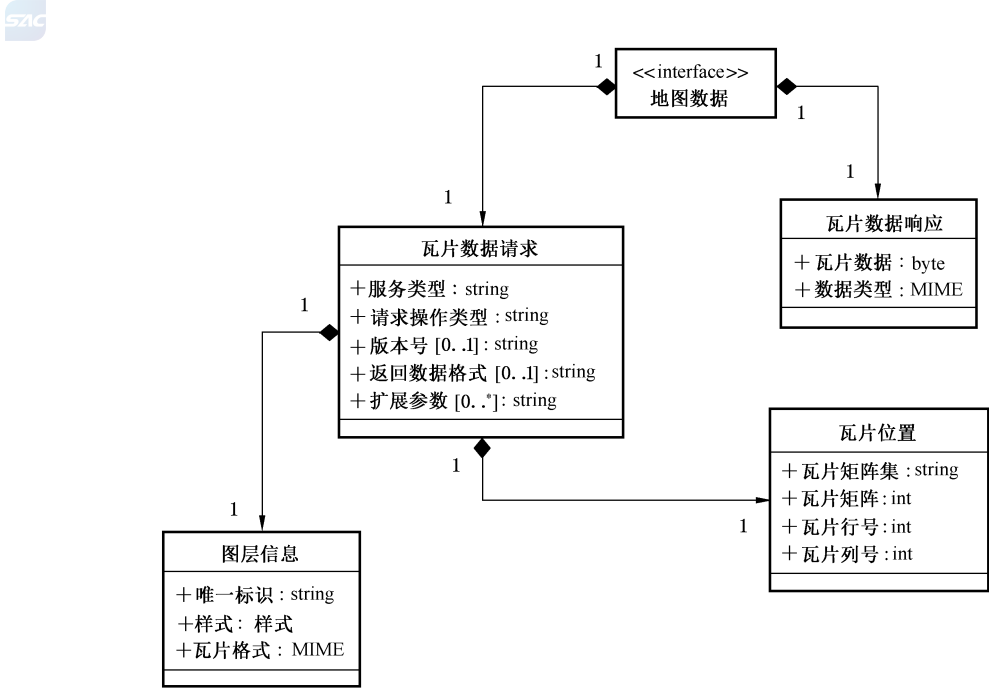 SAC
1
<<interface>>
地图数据
1
1
1
瓦片数据请求
+服务类型：string
+请求操作类型：string
+版本号[0..1]：string
+返回数据格式[0..1]：string
+扩展参数[0..*]：string
瓦片数据响应
+瓦片数据：byte
+数据类型：MIME
1
1
1
1
图层信息
+唯一标识：string
+样式：样式
+瓦片格式：MIME
瓦片位置
+瓦片矩阵集：string
+瓦片矩阵：int
+瓦片行号：int
+瓦片列号：int